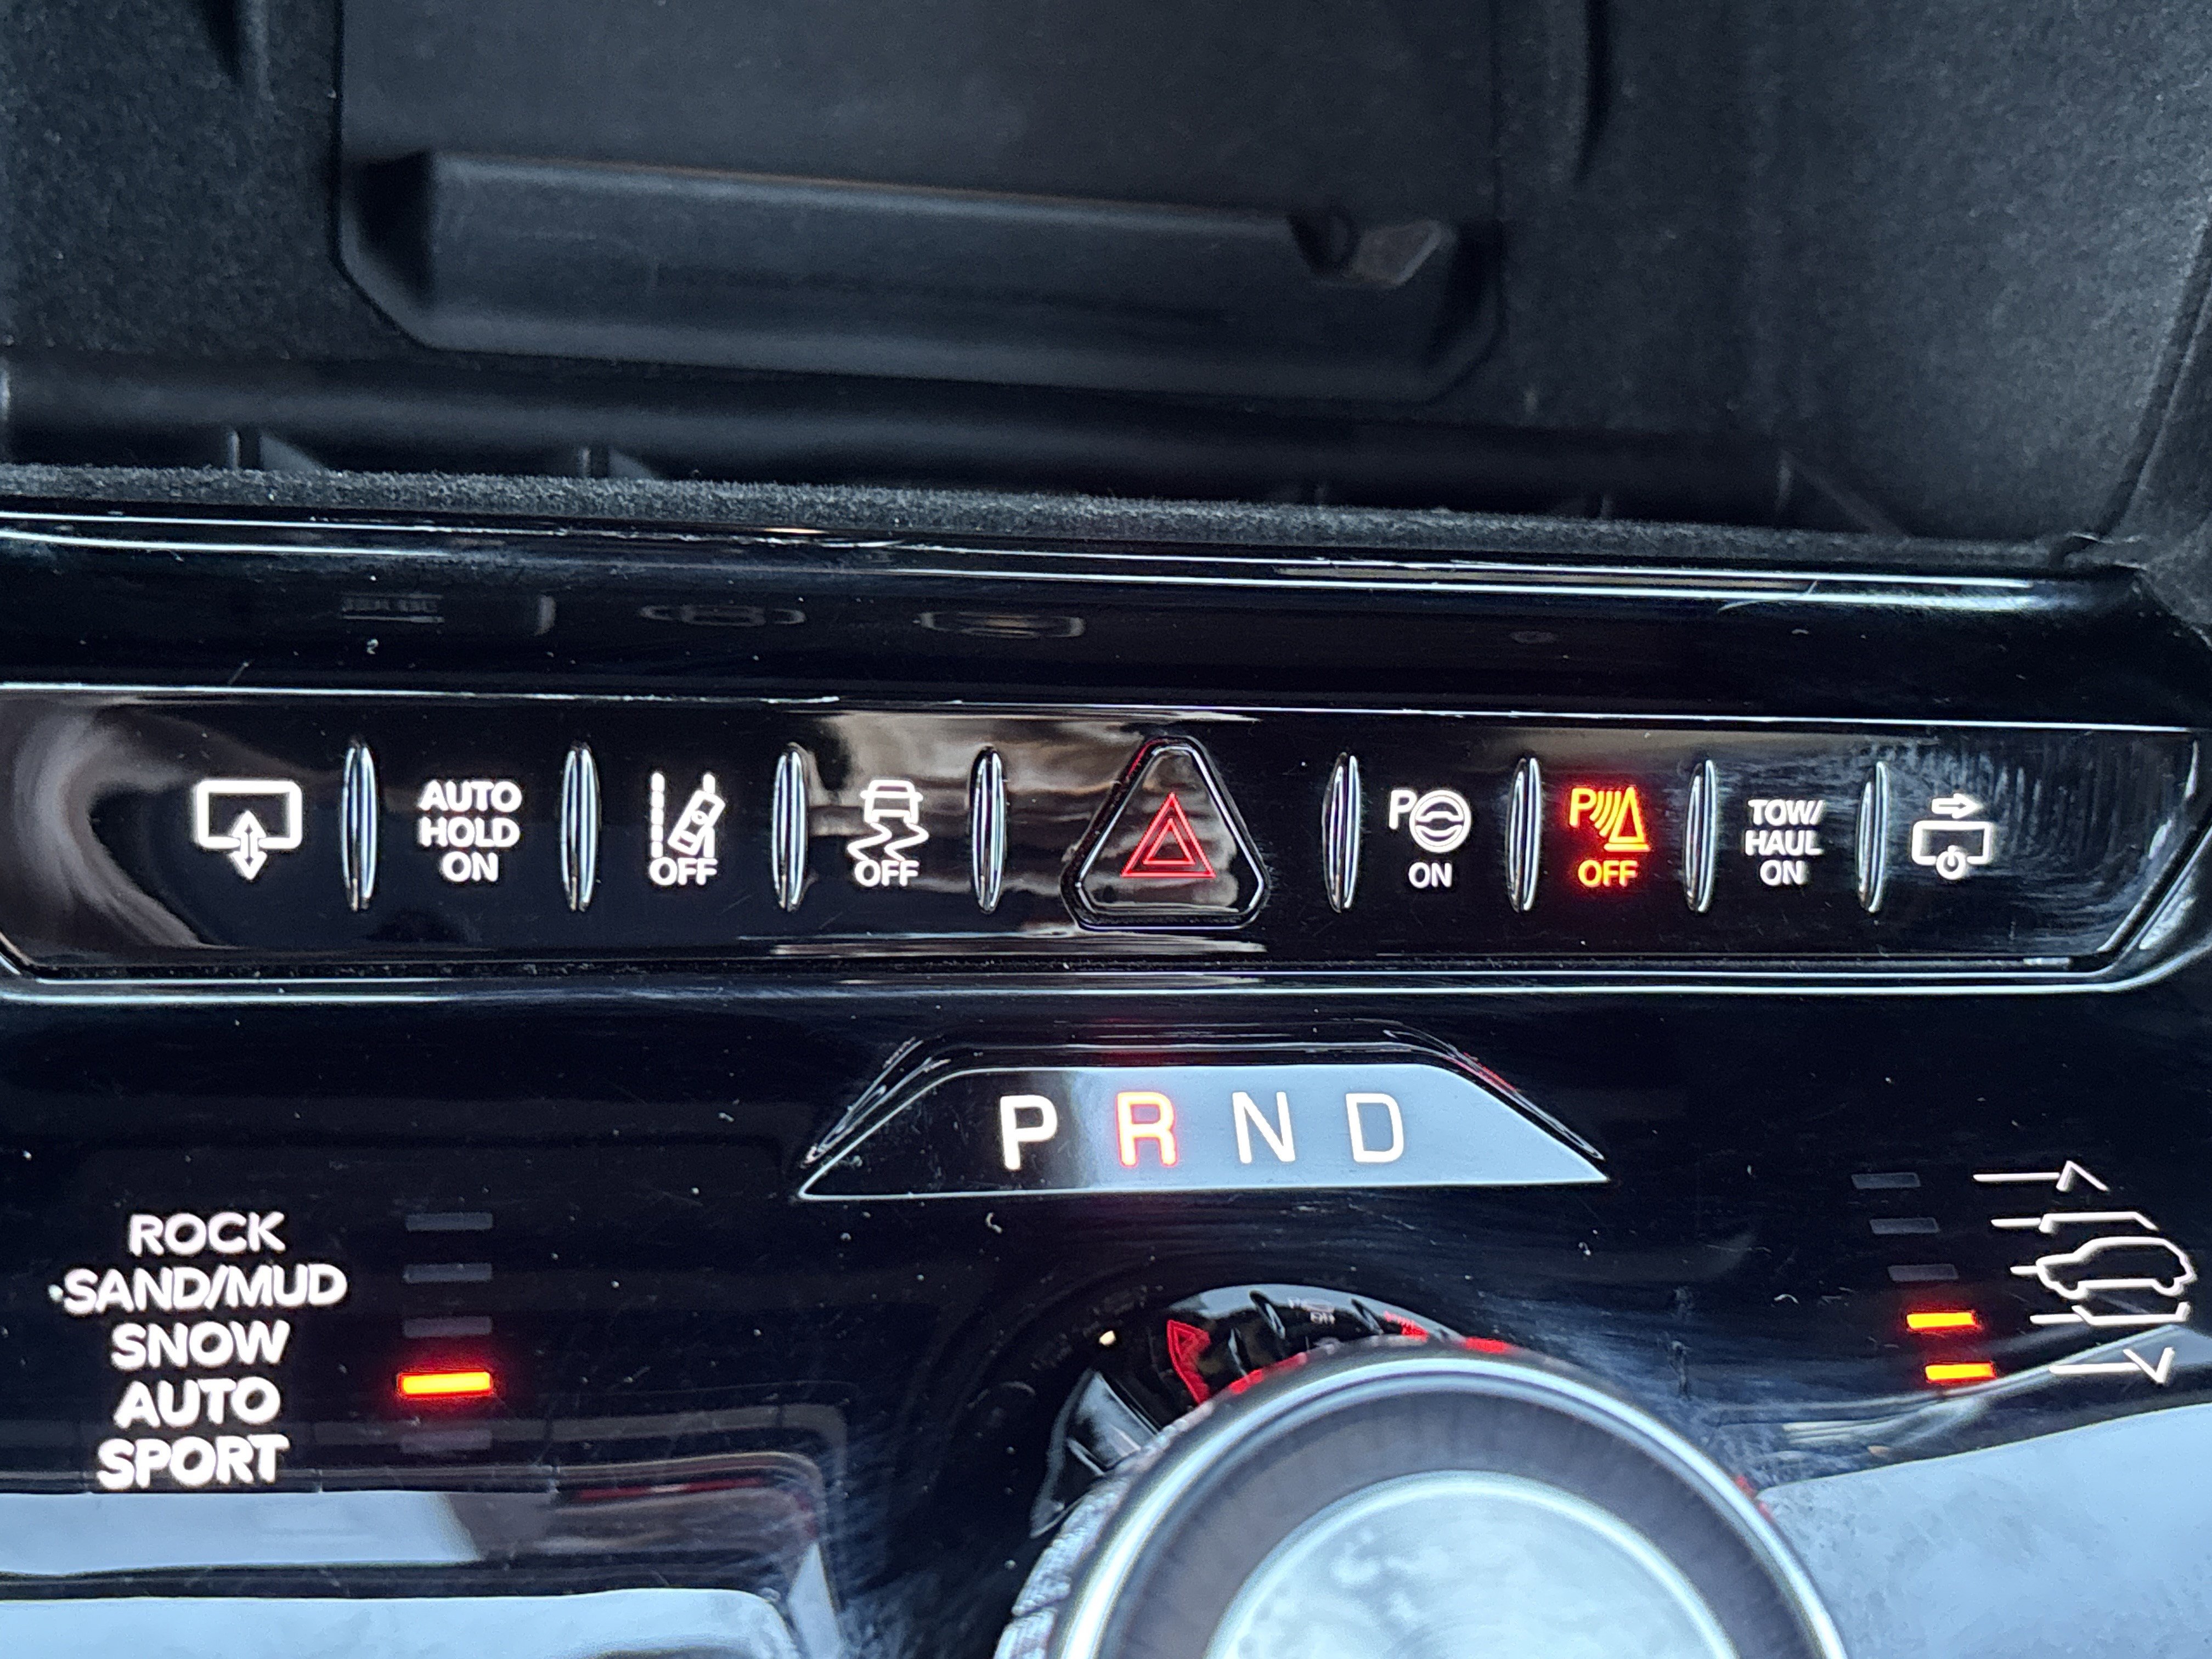 AUTO
HOLD
ON
OFF
OFF
P
ON
P
OFF
TOW/
HAUL
ON
P R N D
ROCK
SAND/MUD
SNOW
AUTO
SPORT